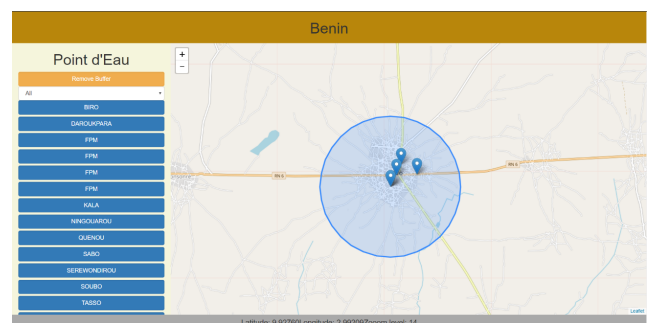 Benin
Point d'Eau
Remove Buffer
All
BIRO
DAROUKPARA
FPM
FPM
FPM
FPM
KALA
NINGOUAROU
QUENOU
SABO
SEREWONDIROU
SOUBO
TASSO
+
-
RN 6
RN 6
Leaflet